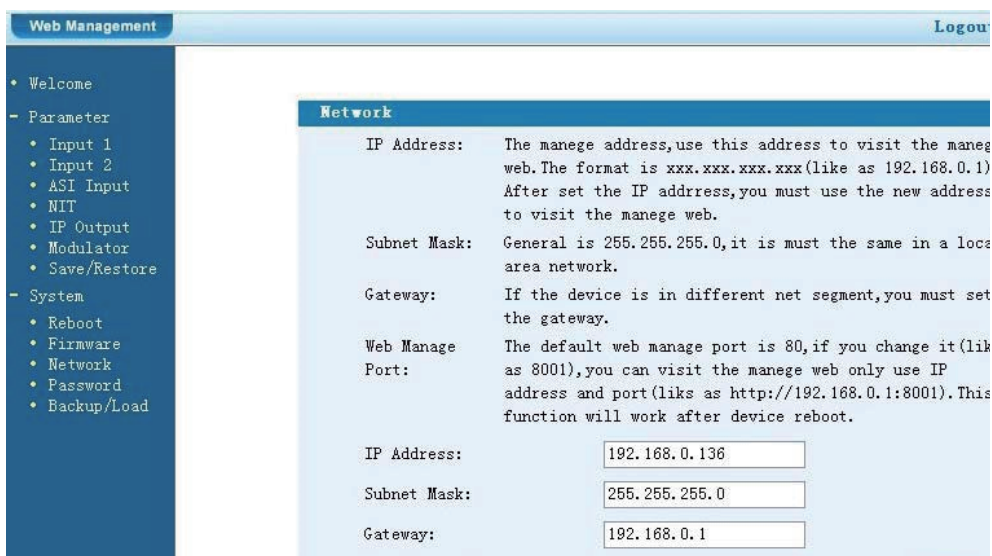 Web Management
Welcome
Parameter
Input 1
Input 2
ASI Input
NIT
IP Output
Modulator
Save/Restore
System
Reboot
Firmware
Network
Password
Backup/Load
Network
IP Address: The manege address,use this address to visit the
web.The format is xxx.xxx.xxx.xxx(like as 192.168.0.1)
After set the IP addrress,you must use the new address
to visit the manege web.
Subnet Mask: General is 255.255.255.0,it is must the same in a
area network.
Gateway: If the device is in different net segment,you must set
the gateway.
Web Manage The default web manage port is 80,if you change it
Port: as 8001),you can visit the manege web only use IP
address and port(liks as http://192.168.0.1:8001).This
function will work after device reboot.
IP Address: 192.168.0.136
Subnet Mask: 255.255.255.0
Gateway: 192.168.0.1